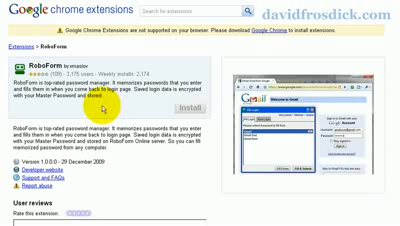 davidfrosdick.com
Google chrome extensions
Search for extensions
Google Chrome Extensions are not supported on your browser. Please download Google Chrome to install extensions.
Extensions > RoboForm
RoboForm
by vmaslov
(109) - 3,175 users - Weekly installs: 2,174
RoboForm is top-rated password manager. It memorizes passwords that you enter
and fills them in when you come back to login page. Saved login data is encrypted
with your Master Password and stored
Install
RoboForm is top-rated password manager. It memorizes passwords that you enter
and fills them in when you come back to login page. Saved login data is encrypted
with your Master Password and stored on RoboForm Online server. So you can fill
memorized password from any computer.
Version 1.0.0.0 - 29 December 2009
Developer website
Support and FAQs
Report abuse
User reviews
Rate this extension:
Gmail
Welcome to Gmail